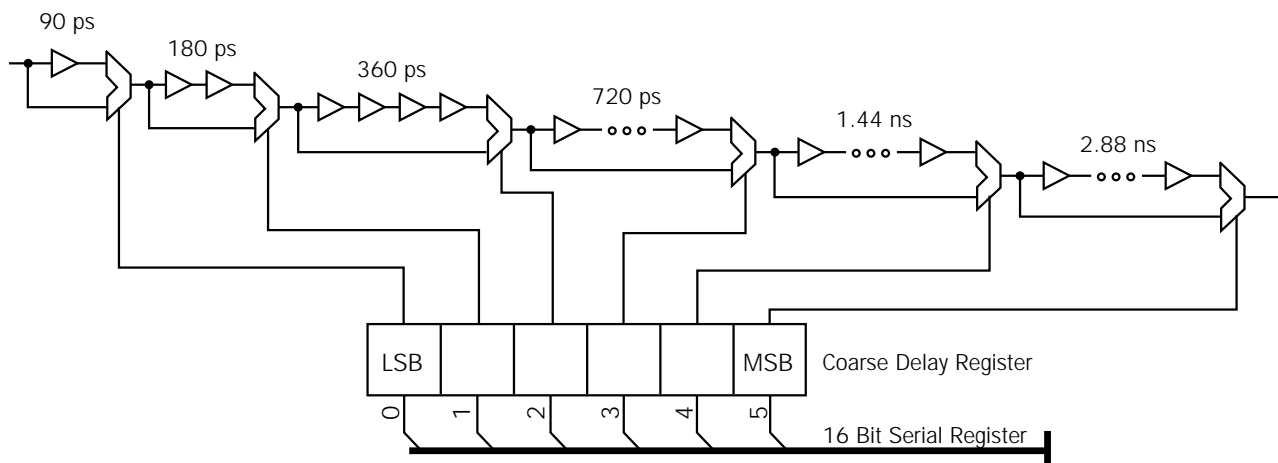 90 ps
180 ps
360 ps
720 ps
1.44 ns
2.88 ns
LSB
MSB
Coarse Delay Register
0
1
2
3
4
5
16 Bit Serial Register